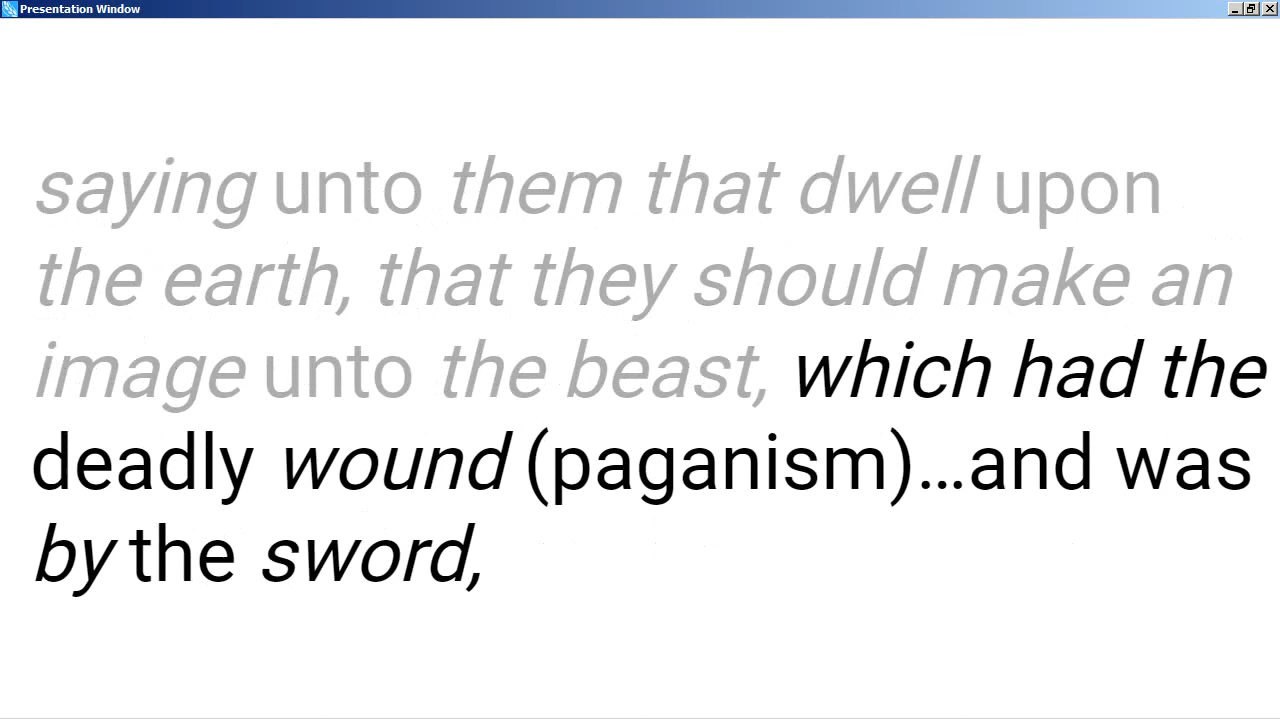 Presentation Window
saying unto them that dwell upon
the earth, that they should make an
image unto the beast, which had the
deadly wound (paganism)...and was
by the sword,